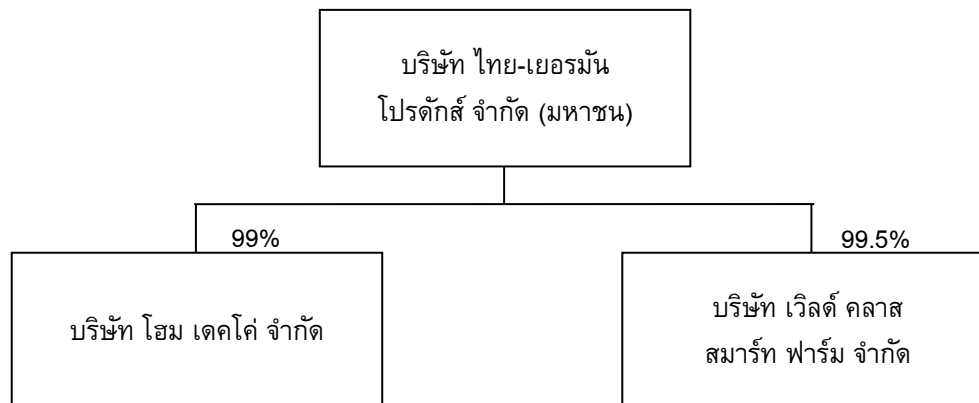 บริษัท ไทย-เยอรมัน
โปรดักส์ จำกัด (มหาชน)
99%
99.5%
บริษัท โฮม เดคโค่ จำกัด
บริษัท เวิลด์ คลาส
สมาร์ท ฟาร์ม จำกัด